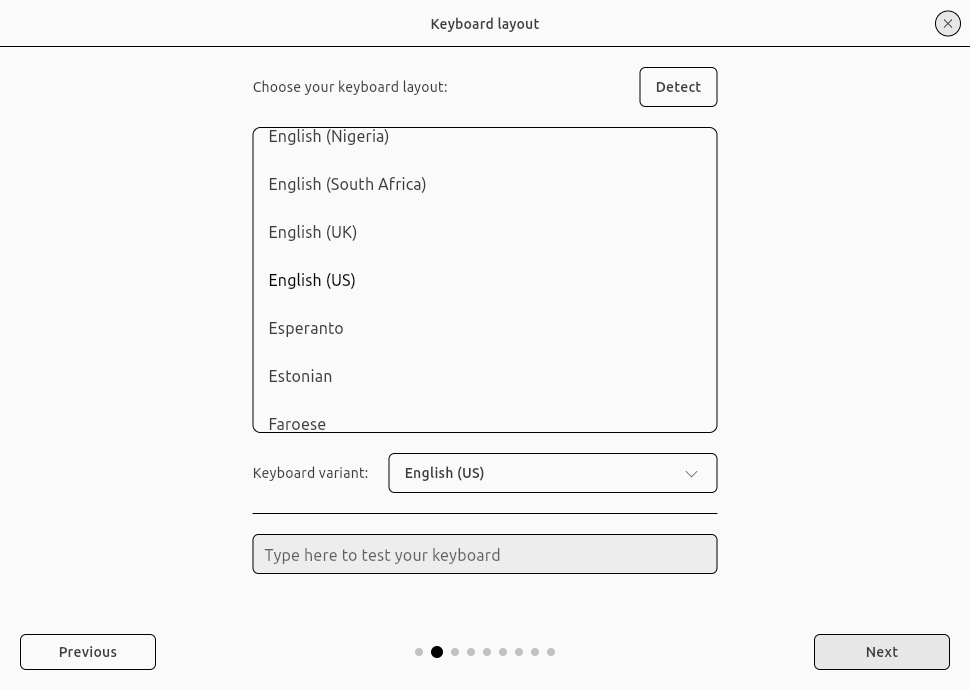 Keyboard layout
Choose your keyboard layout:
Detect
English (Nigeria)
English (South Africa)
English (UK)
English (US)
Esperanto
Estonian
Faroese
Keyboard variant:
English (US)
Type here to test your keyboard
Previous
Next